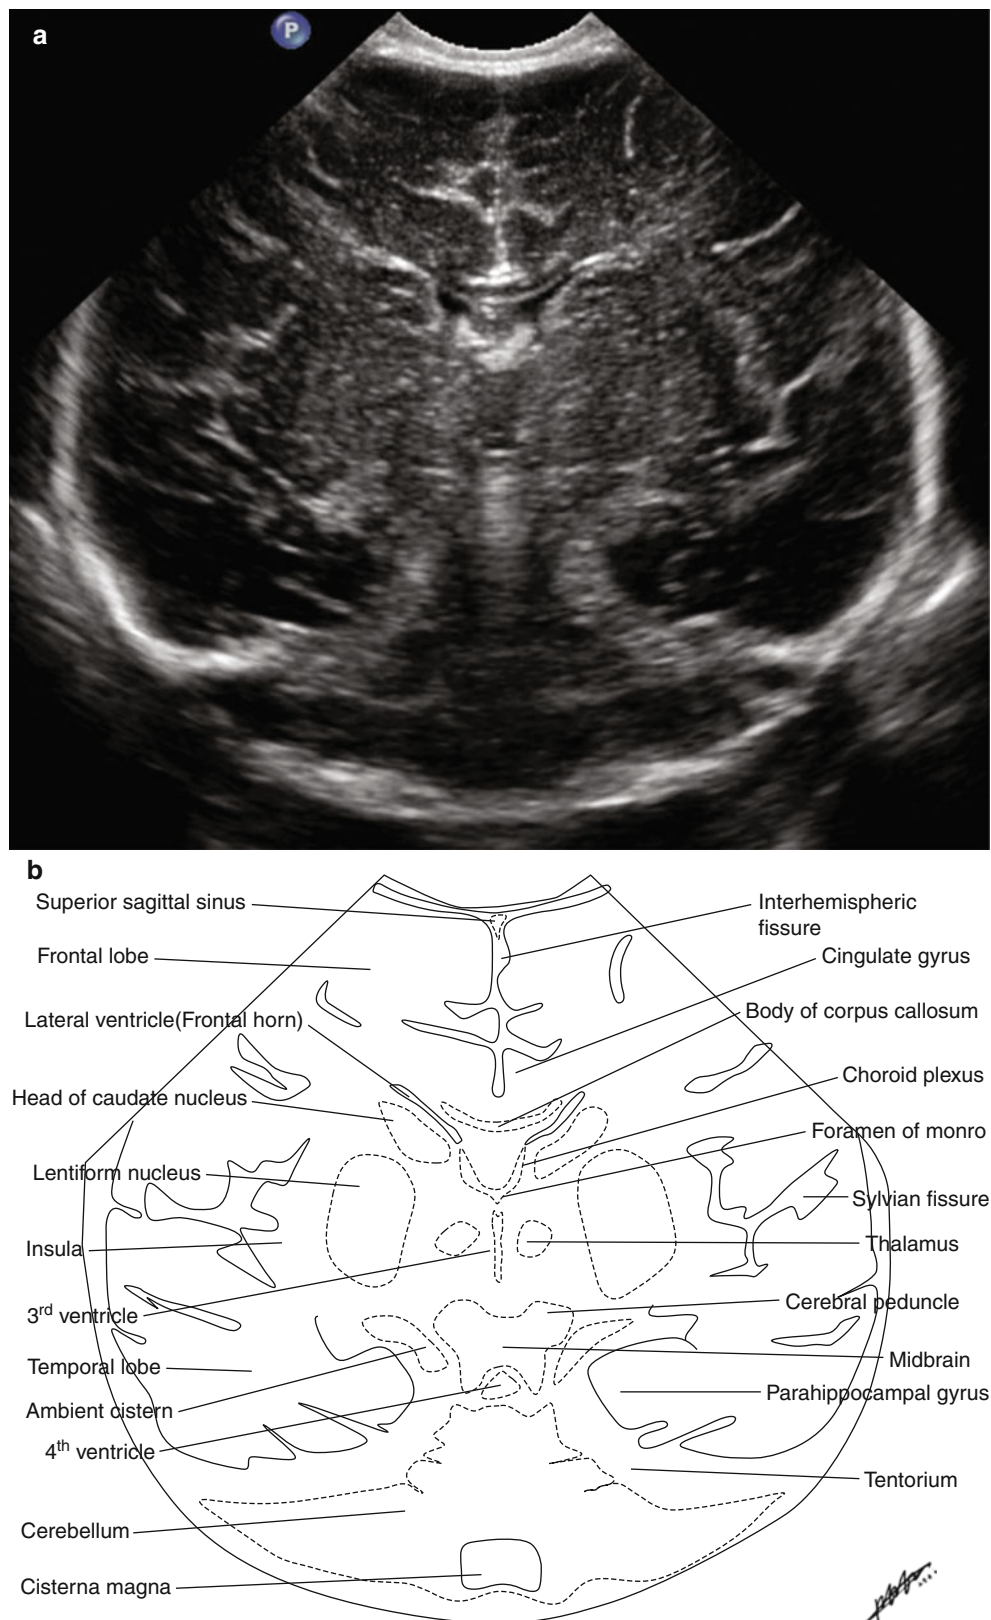 a
P
b
Superior sagittal sinus
Frontal lobe
Lateral ventricle(Frontal horn)
Head of caudate nucleus
Lentiform nucleus
Insula
3rd ventricle
Temporal lobe
Ambient cistern
4th ventricle
Cerebellum
Cisterna magna
Interhemispheric
fissure
Cingulate gyrus
Body of corpus callosum
Choroid plexus
Foramen of monro
Sylvian fissure
Thalamus
Cerebral peduncle
Midbrain
Parahippocampal gyrus
Tentorium